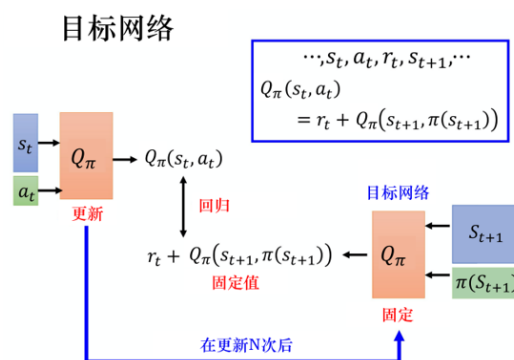 目标网络
⋯, s_t, a_t, r_t, s_{t+1}, ⋯
Q_π(s_t, a_t)
= r_t + Q_π(s_{t+1}, π(s_{t+1}))
s_t
a_t
Q_π
Q_π(s_t, a_t)
更新
回归
目标网络
r_t + Q_π(s_{t+1}, π(s_{t+1}))
固定值
Q_π
S_{t+1}
π(S_{t+1})
固定
在更新N次后